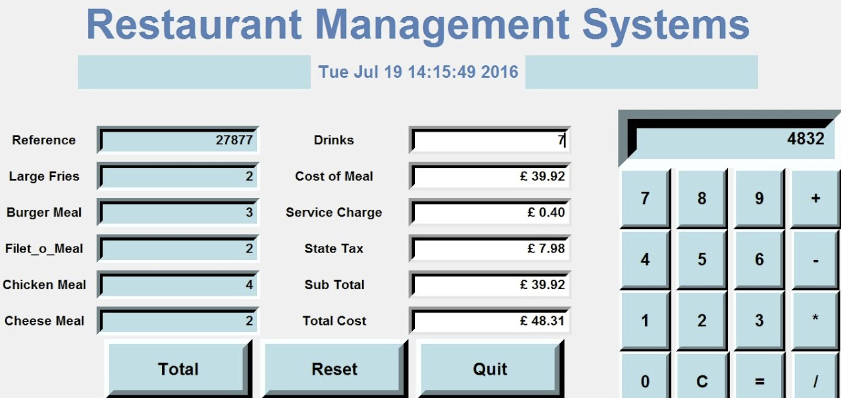 Restaurant Management Systems
Tue Jul 19 14:15:49 2016
Reference 27877 Drinks 7 4832
Large Fries 2 Cost of Meal £ 39.92 7 8 9 +
Burger Meal 3 Service Charge £ 0.40
Filet_o_Meal 2 State Tax £ 7.98 4 5 6 -
Chicken Meal 4 Sub Total £ 39.92
Cheese Meal 2 Total Cost £ 48.31 1 2 3 *
Total Reset Quit 0 C = /